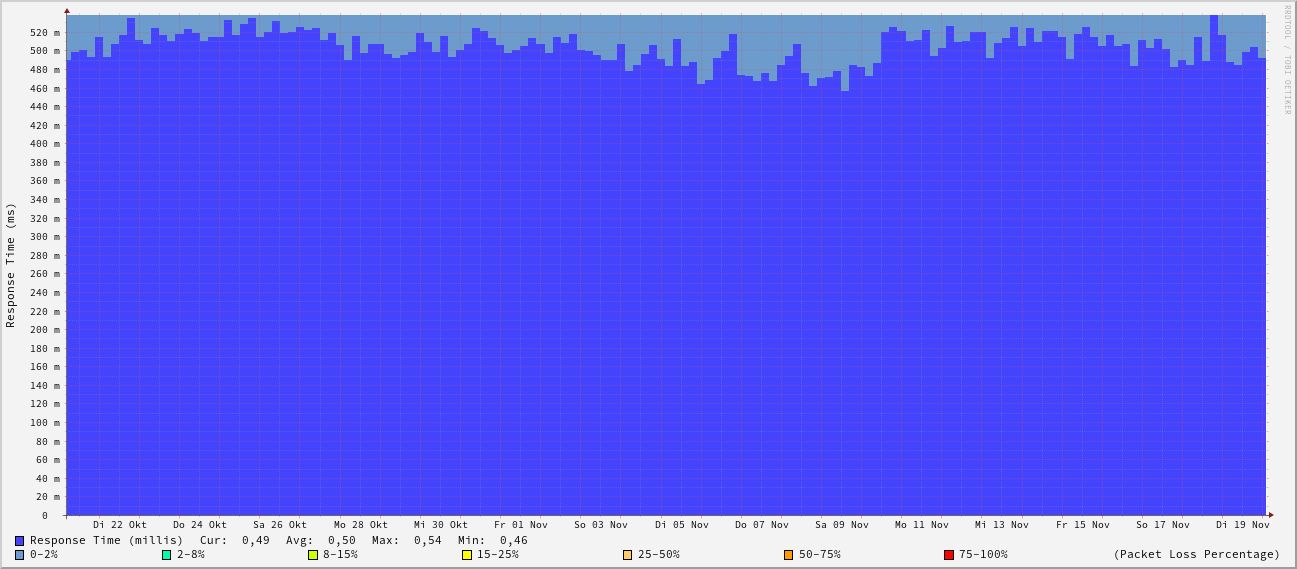 RRDTOOL / TOBI OETIKER
Response Time (ms)
520 m
500 m
480 m
460 m
440 m
420 m
400 m
380 m
360 m
340 m
320 m
300 m
280 m
260 m
240 m
220 m
200 m
180 m
160 m
140 m
120 m
100 m
80 m
60 m
40 m
20 m
0
Di 22 Okt Do 24 Okt Sa 26 Okt Mo 28 Okt Mi 30 Okt Fr 01 Nov So 03 Nov Di 05 Nov Do 07 Nov Sa 09 Nov Mo 11 Nov Mi 13 Nov Fr 15 Nov So 17 Nov Di 19 Nov
Response Time (millis) Cur: 0,49 Avg: 0,50 Max: 0,54 Min: 0,46
0-2% 2-8% 8-15% 15-25% 25-50% 50-75% 75-100% (Packet Loss Percentage)